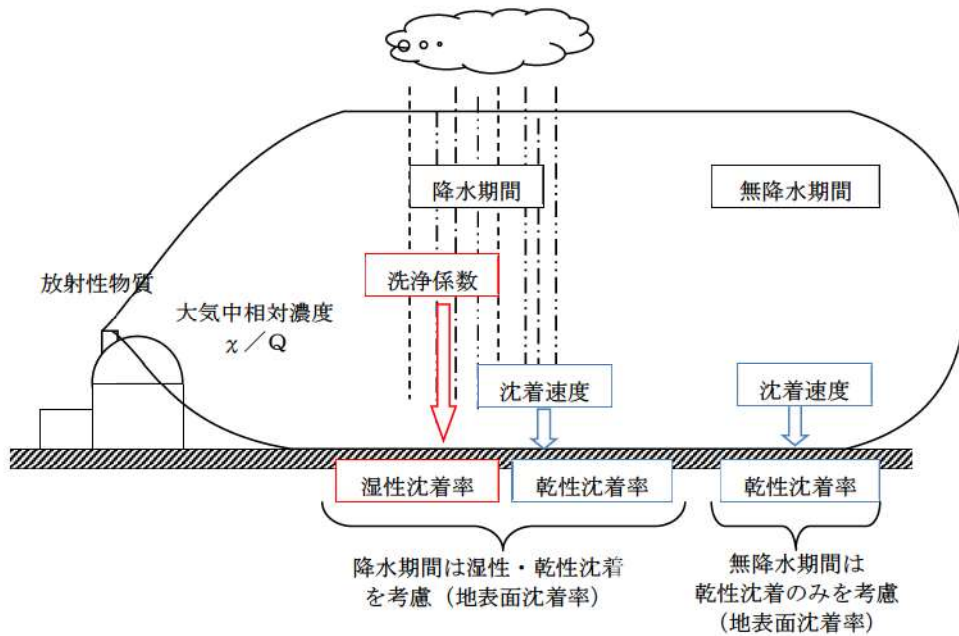 降水期間
無降水期間
放射性物質
洗浄係数
大気中相対濃度
χ／Q
沈着速度
沈着速度
湿性沈着率
乾性沈着率
乾性沈着率
降水期間は湿性・乾性沈着
を考慮（地表面沈着率）
無降水期間は
乾性沈着のみを考慮
（地表面沈着率）